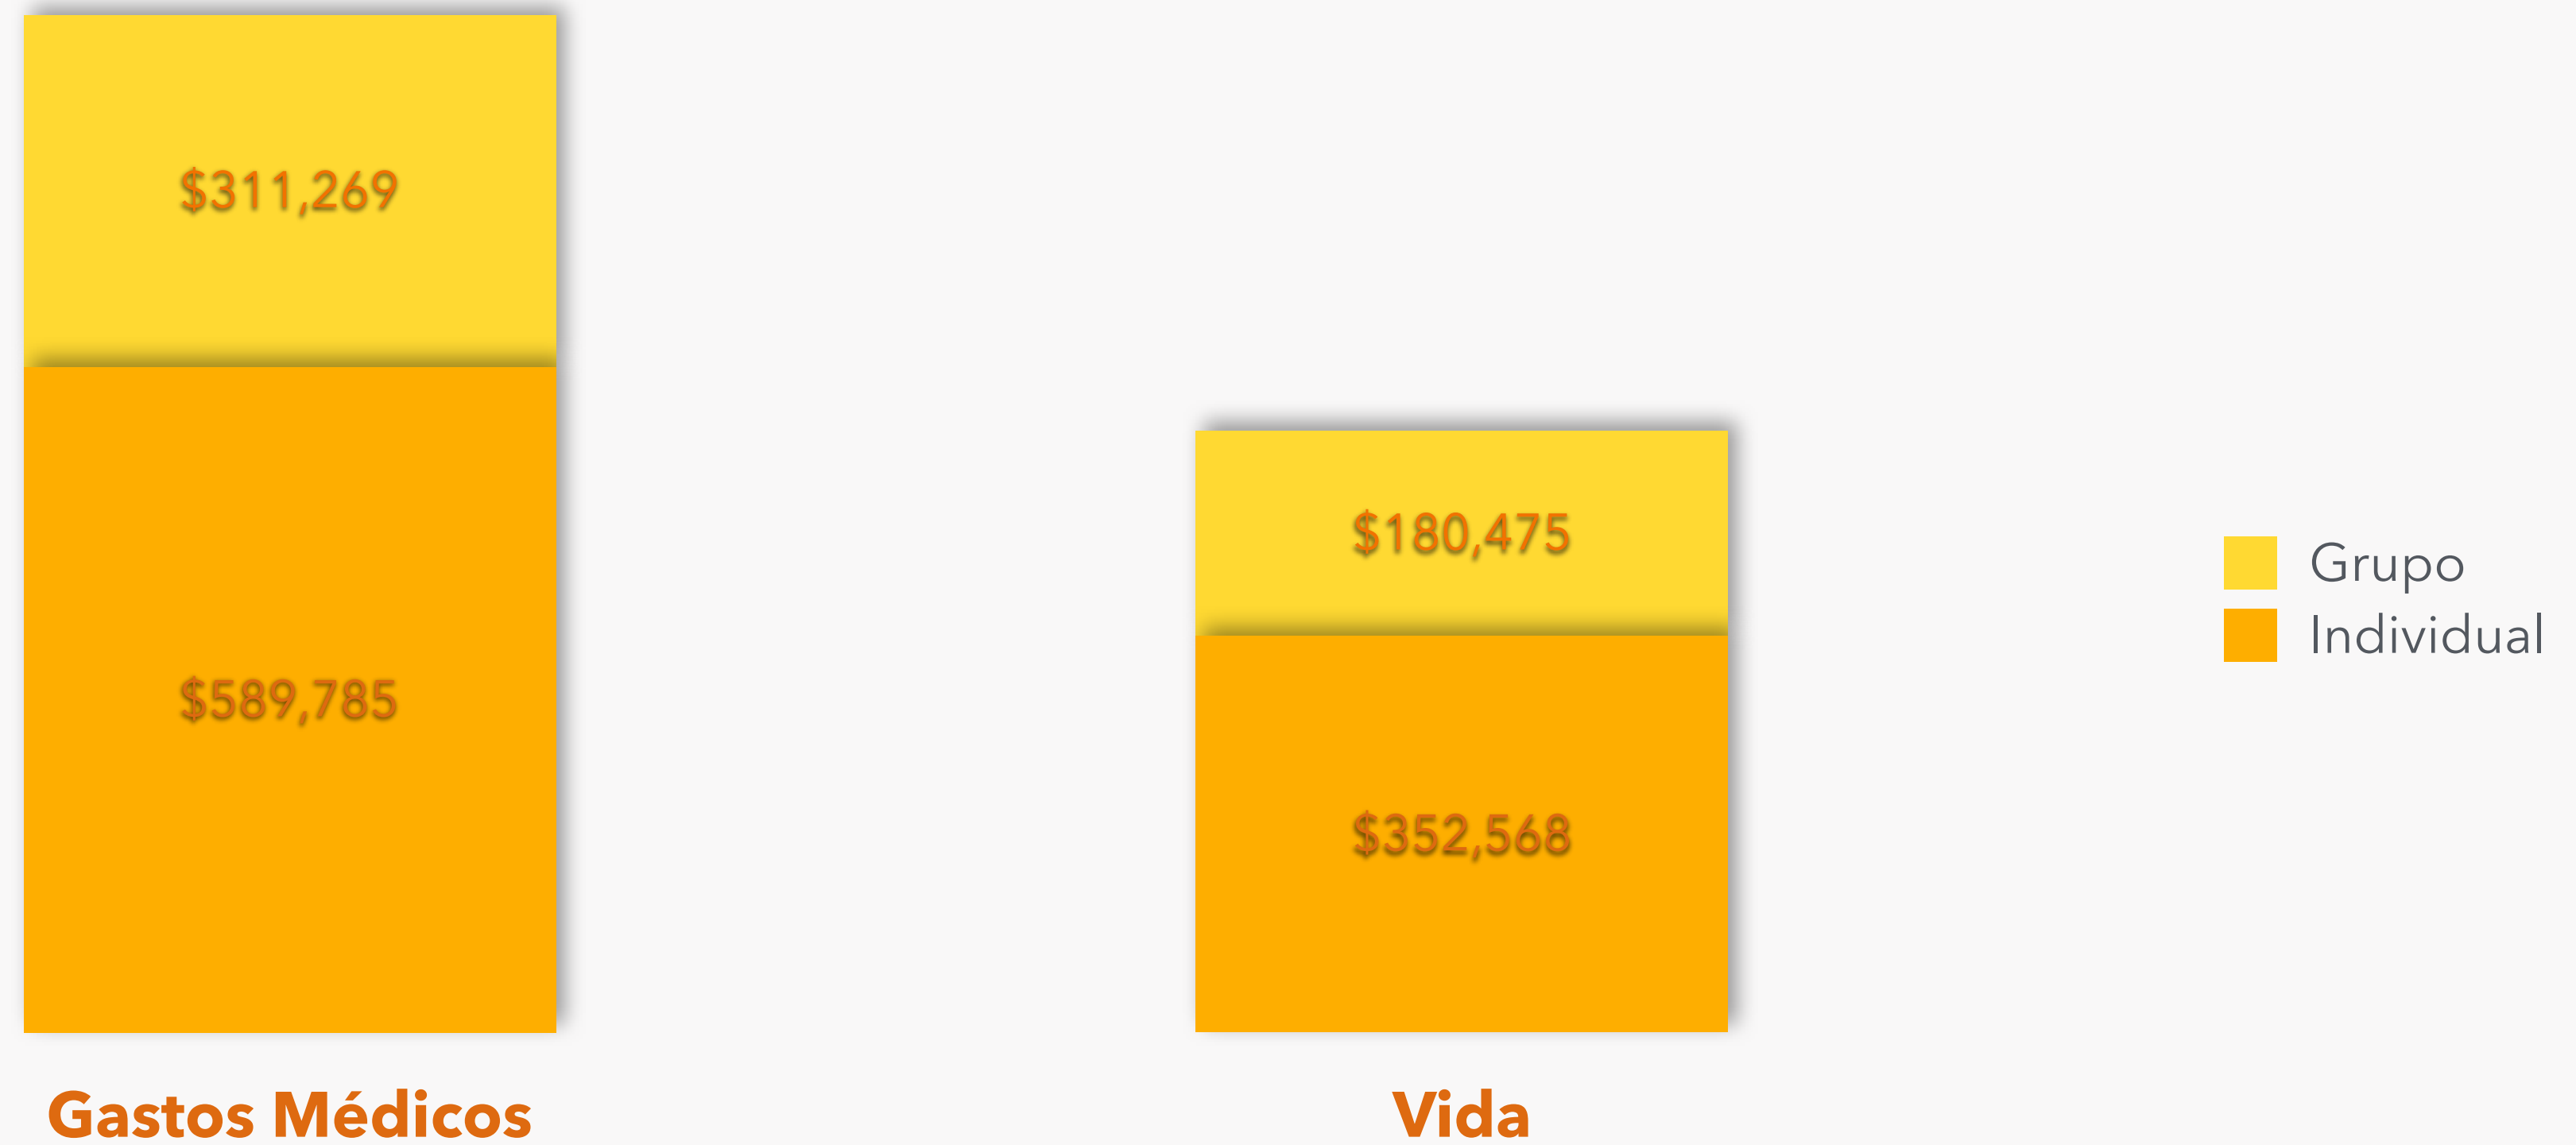 $311,269
$589,785
Gastos Médicos
$180,475
$352,568
Vida
Grupo
Individual